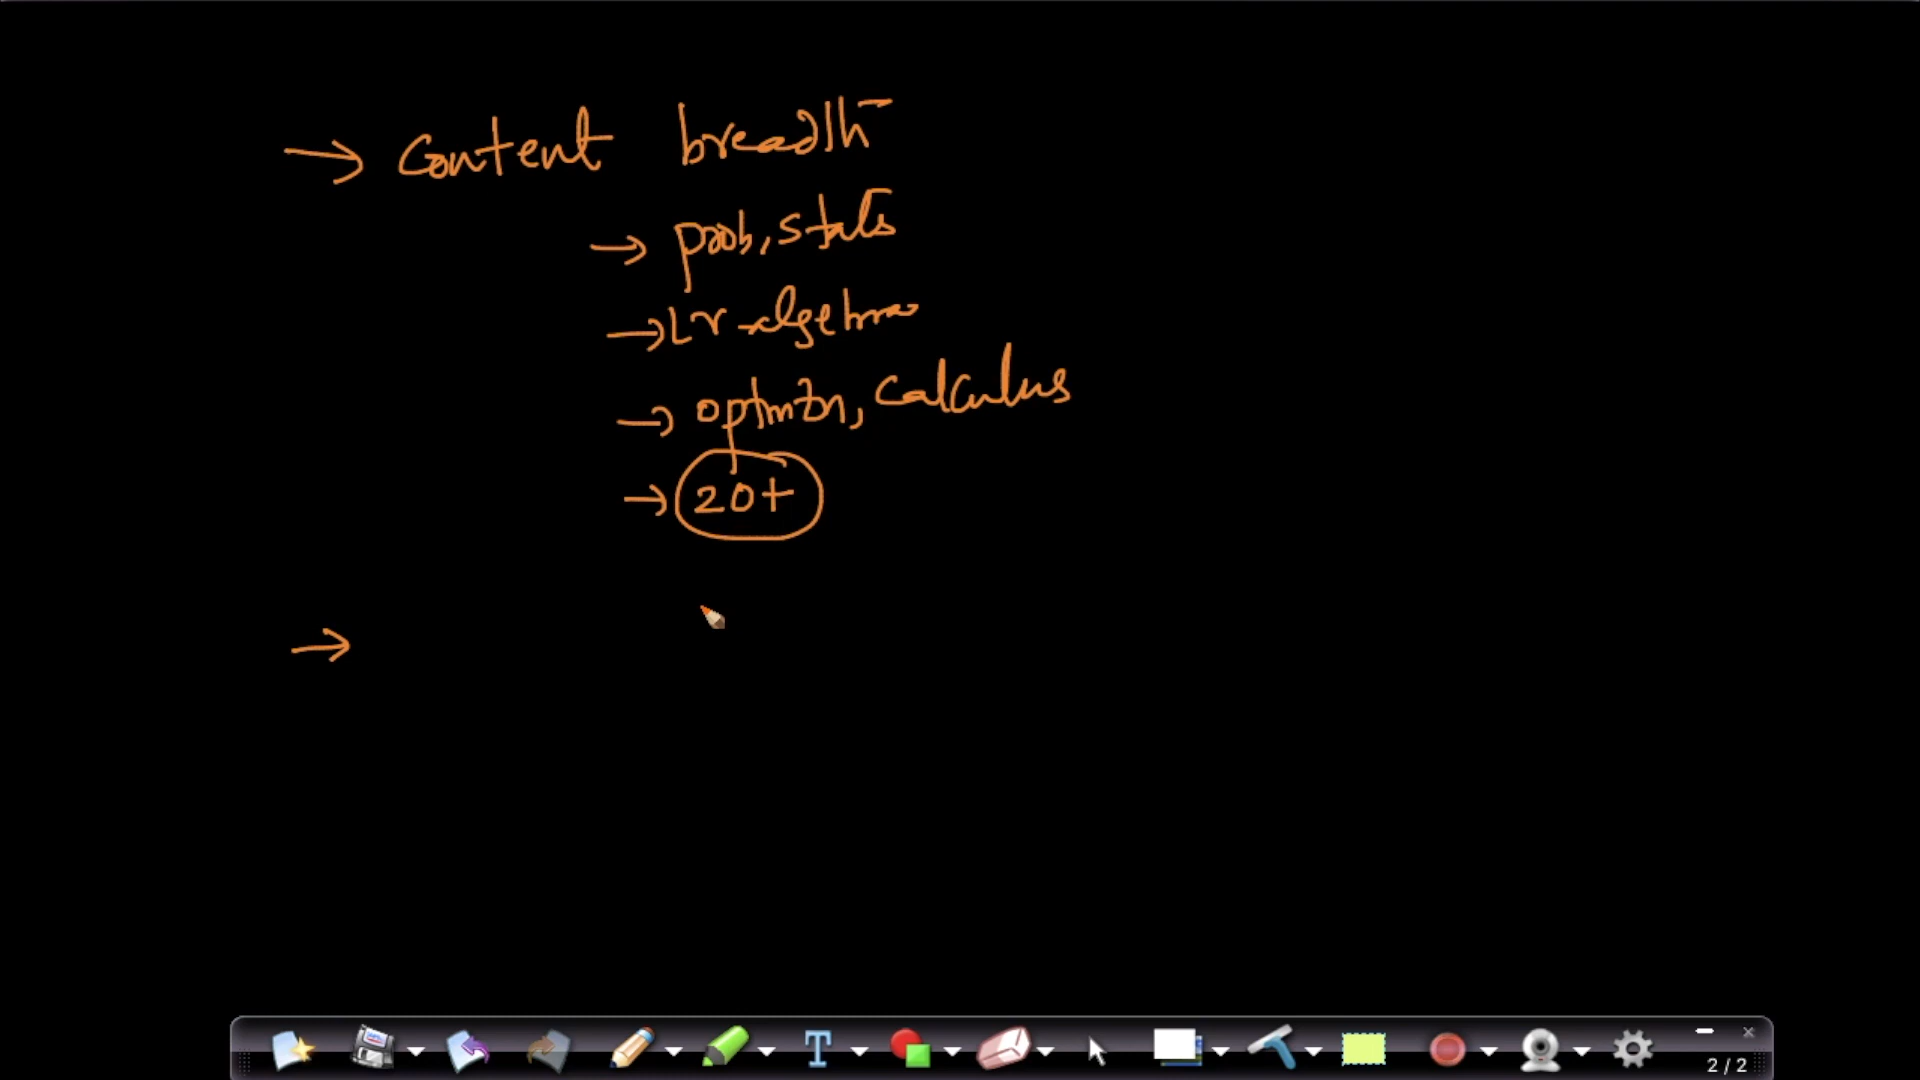 → Content breadth
→ prob, stats
→ Lr algebra
→ optmzn, calculus
→ 20+
→
T
2 / 2